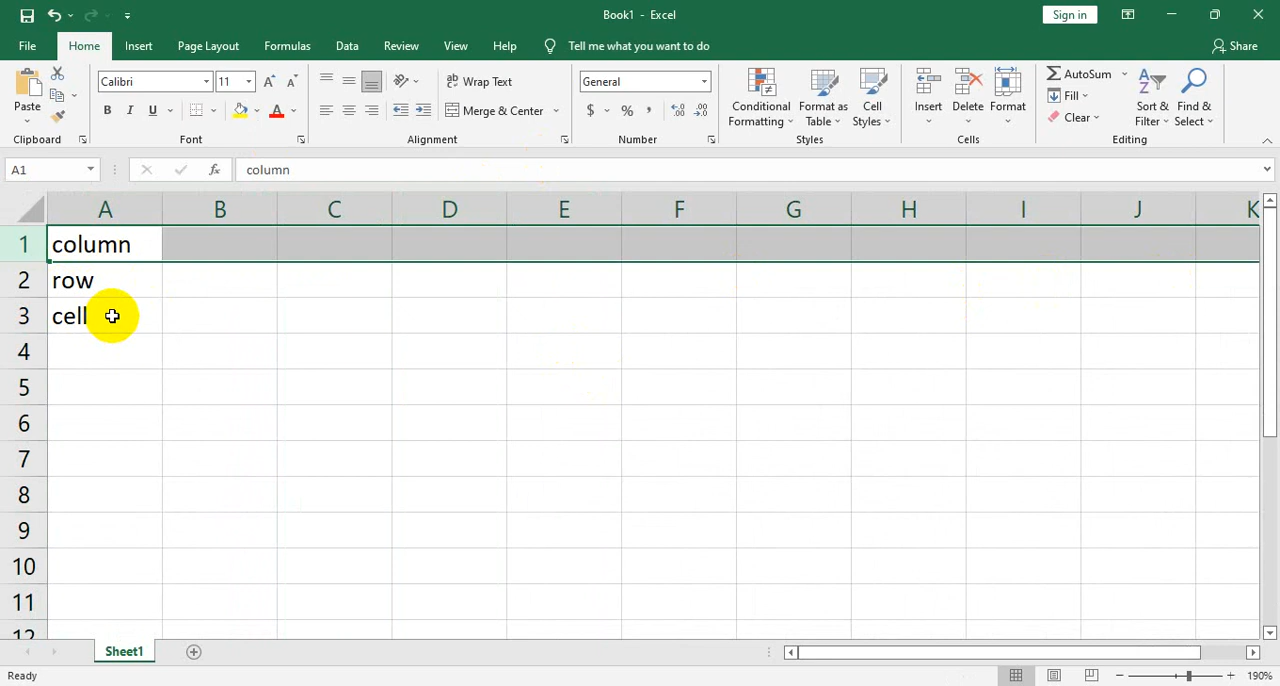 Book1 - Excel
Sign in
File Home Insert Page Layout Formulas Data Review View Help Tell me what you want to do Share
Paste
Clipboard
Calibri 11
B I U A
Font
Wrap Text
Merge & Center
Alignment
General
$ % ,
Number
Conditional Formatting
Format as Table
Cell Styles
Styles
Insert Delete Format
Cells
AutoSum
Fill
Clear
Sort & Filter
Find & Select
Editing
A1 fx column
A B C D E F G H I J K
1 column
2 row
3 cell
4
5
6
7
8
9
10
11
12
Sheet1
Ready 190%